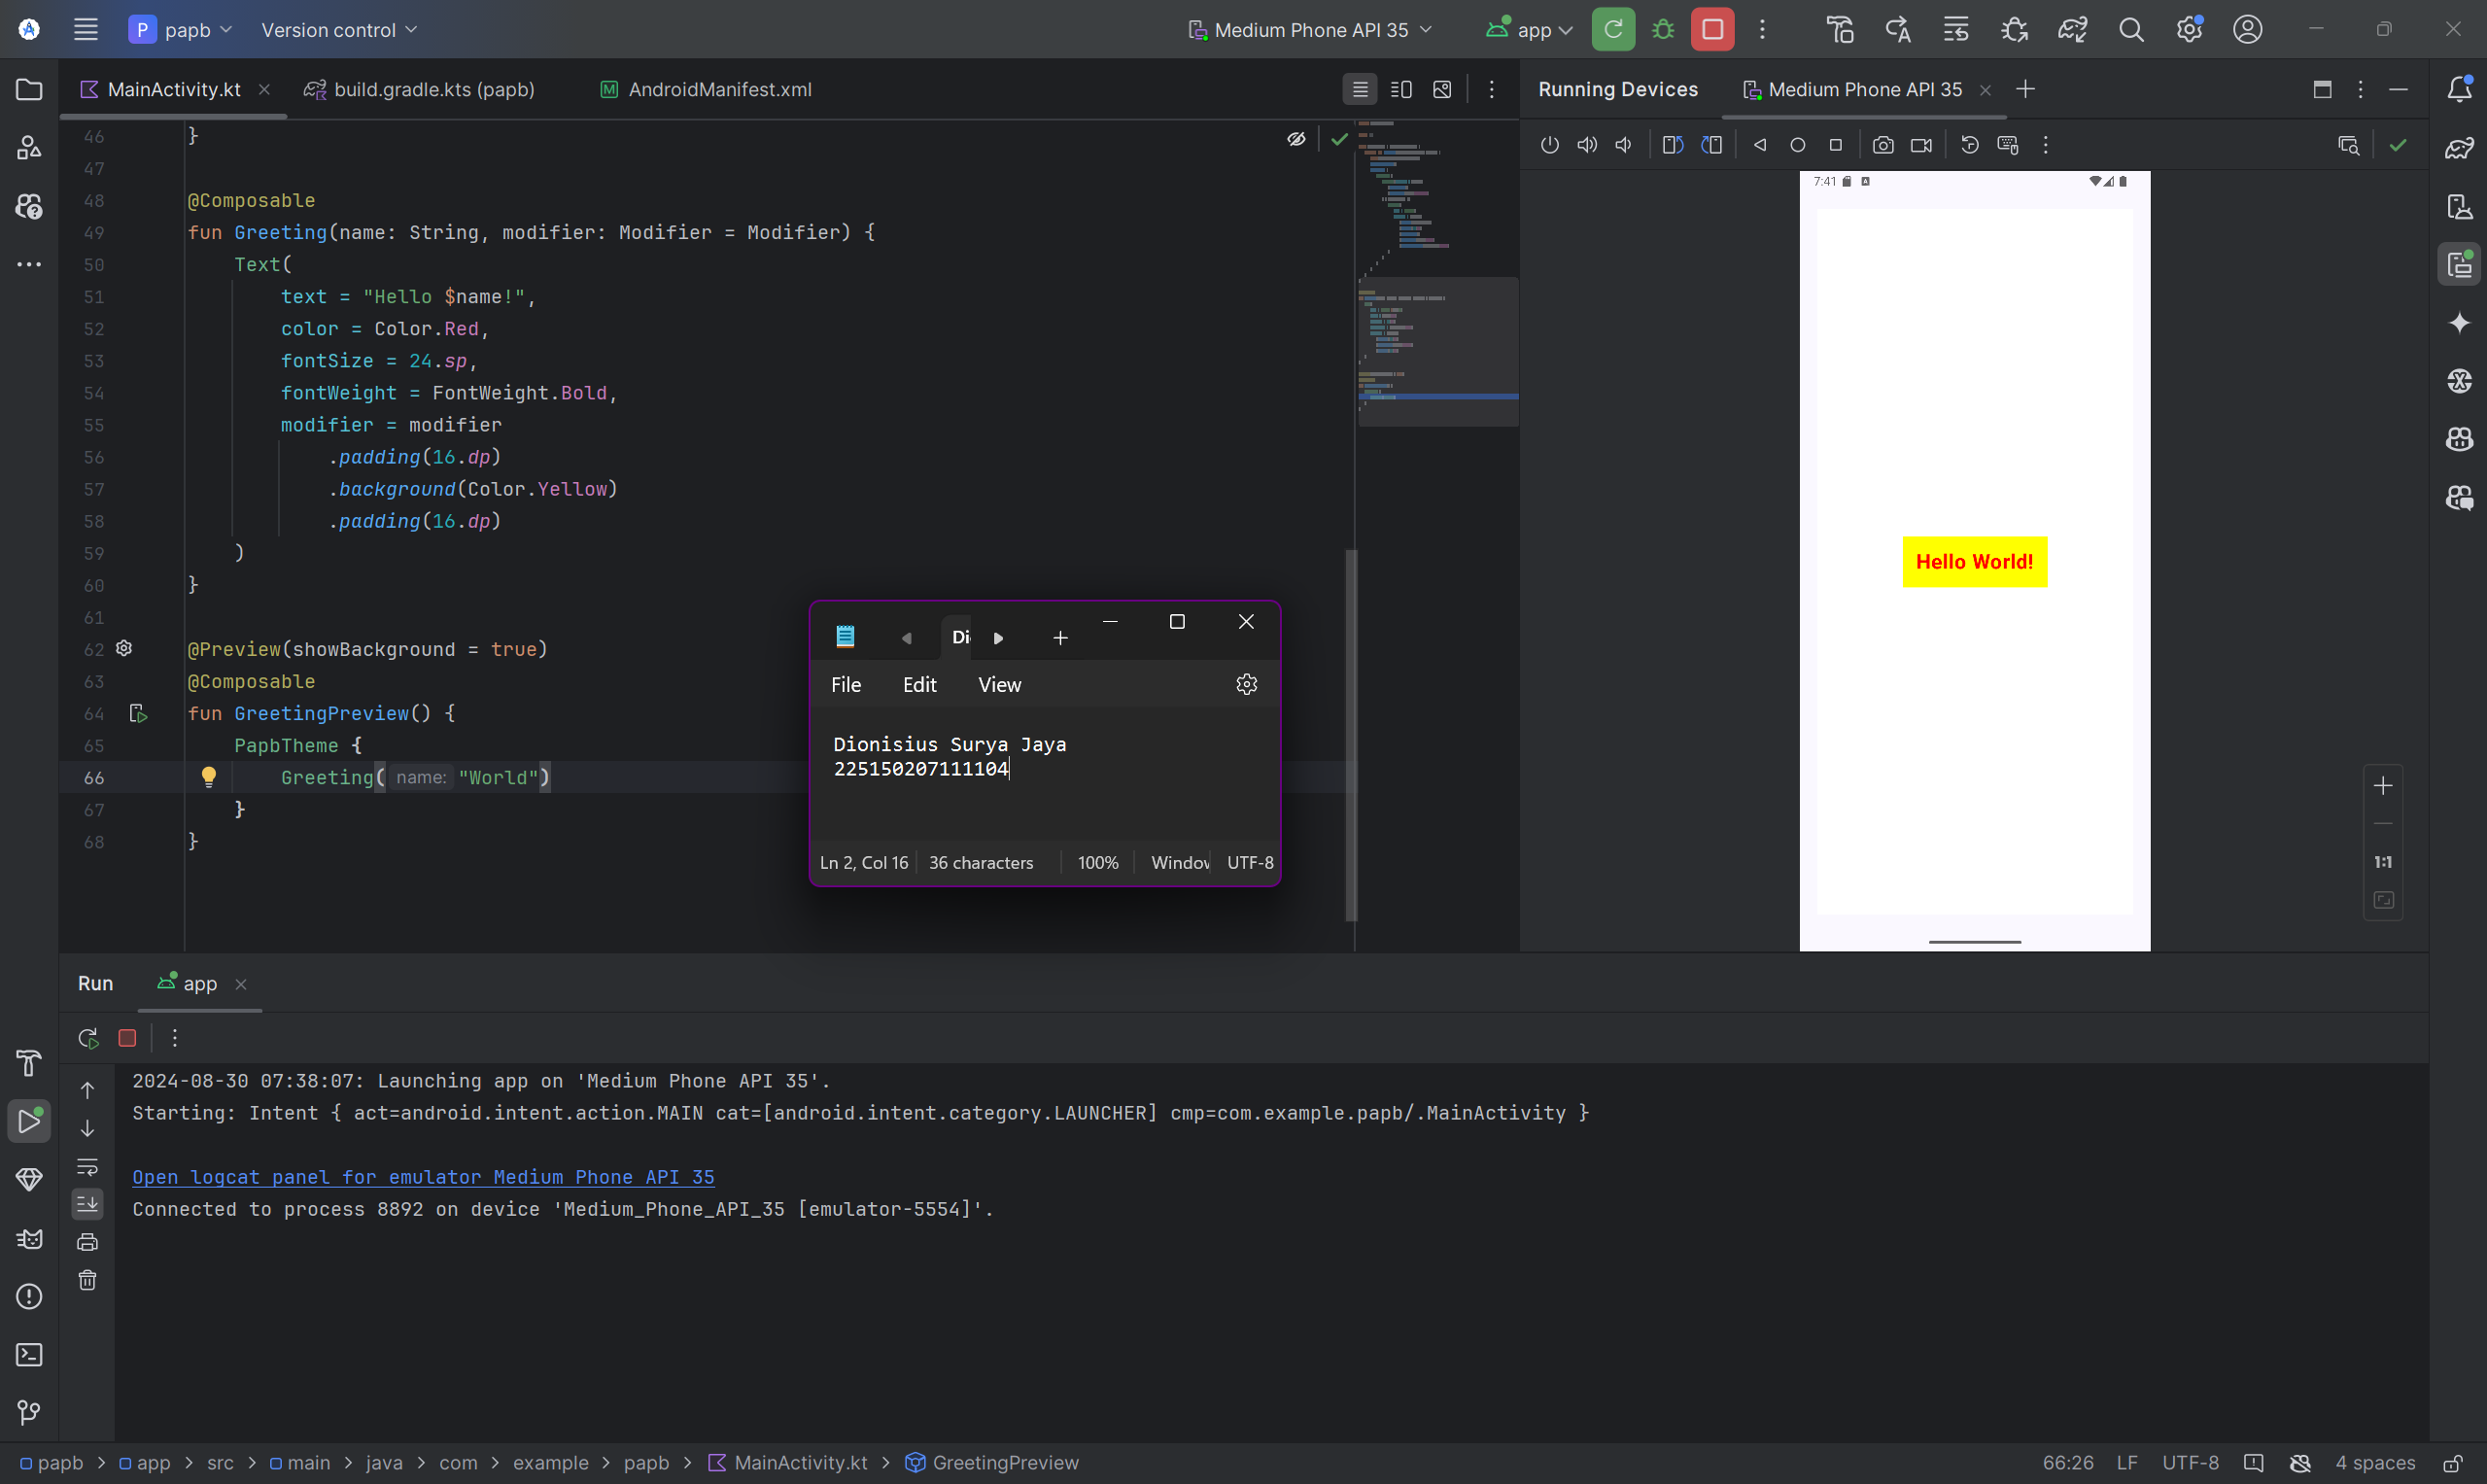 P papb Version control Medium Phone API 35 app
MainActivity.kt build.gradle.kts (papb) M AndroidManifest.xml
Running Devices Medium Phone API 35
46 }
47
48 @Composable
49 fun Greeting(name: String, modifier: Modifier = Modifier) {
50 Text(
51 text = "Hello $name!",
52 color = Color.Red,
53 fontSize = 24.sp,
54 fontWeight = FontWeight.Bold,
55 modifier = modifier
56 .padding(16.dp)
57 .background(Color.Yellow)
58 .padding(16.dp)
59 )
60 }
61
62 @Preview(showBackground = true)
63 @Composable
64 fun GreetingPreview() {
65 PapbTheme {
66 Greeting( name: "World")
67 }
68 }
7:41
Hello World!
1:1
Di
File Edit View
Dionisius Surya Jaya
225150207111104
Ln 2, Col 16 36 characters 100% Window UTF-8
Run app
2024-08-30 07:38:07: Launching app on 'Medium Phone API 35'.
Starting: Intent { act=android.intent.action.MAIN cat=[android.intent.category.LAUNCHER] cmp=com.example.papb/.MainActivity }
Open logcat panel for emulator Medium Phone API 35
Connected to process 8892 on device 'Medium_Phone_API_35 [emulator-5554]'.
papb > app > src > main > java > com > example > papb > MainActivity.kt > GreetingPreview
66:26 LF UTF-8 4 spaces